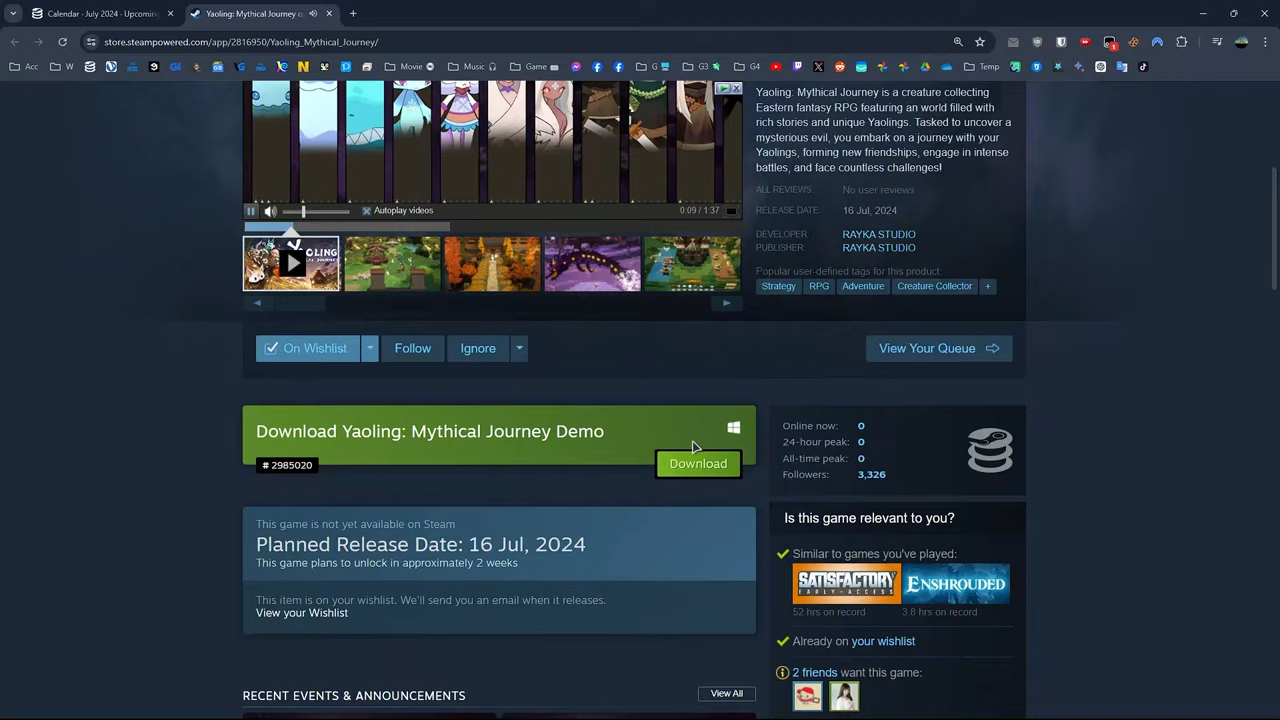 Calendar · July 2024 - Upcoming
Yaoling: Mythical Journey o
store.steampowered.com/app/2816950/Yaoling_Mythical_Journey/
Acc
W
Movie
Music
Game
G
G3
G4
Temp
Yaoling: Mythical Journey is a creature collecting
Eastern fantasy RPG featuring an world filled with
rich stories and unique Yaolings. Tasked to uncover a
mysterious evil, you embark on a journey with your
Yaolings, forming new friendships, engage in intense
battles, and face countless challenges!
ALL REVIEWS: No user reviews
RELEASE DATE: 16 Jul, 2024
DEVELOPER: RAYKA STUDIO
PUBLISHER: RAYKA STUDIO
Popular user-defined tags for this product:
Strategy RPG Adventure Creature Collector +
Autoplay videos 0:09 / 1:37
On Wishlist Follow Ignore View Your Queue
Download Yaoling: Mythical Journey Demo
# 2985020
Download
Online now: 0
24-hour peak: 0
All-time peak: 0
Followers: 3,326
This game is not yet available on Steam
Planned Release Date: 16 Jul, 2024
This game plans to unlock in approximately 2 weeks
This item is on your wishlist. We'll send you an email when it releases.
View your Wishlist
Is this game relevant to you?
Similar to games you've played:
SATISFACTORY
EARLY ACCESS
ENSHROUDED
52 hrs on record 3.8 hrs on record
Already on your wishlist
2 friends want this game:
RECENT EVENTS & ANNOUNCEMENTS View All